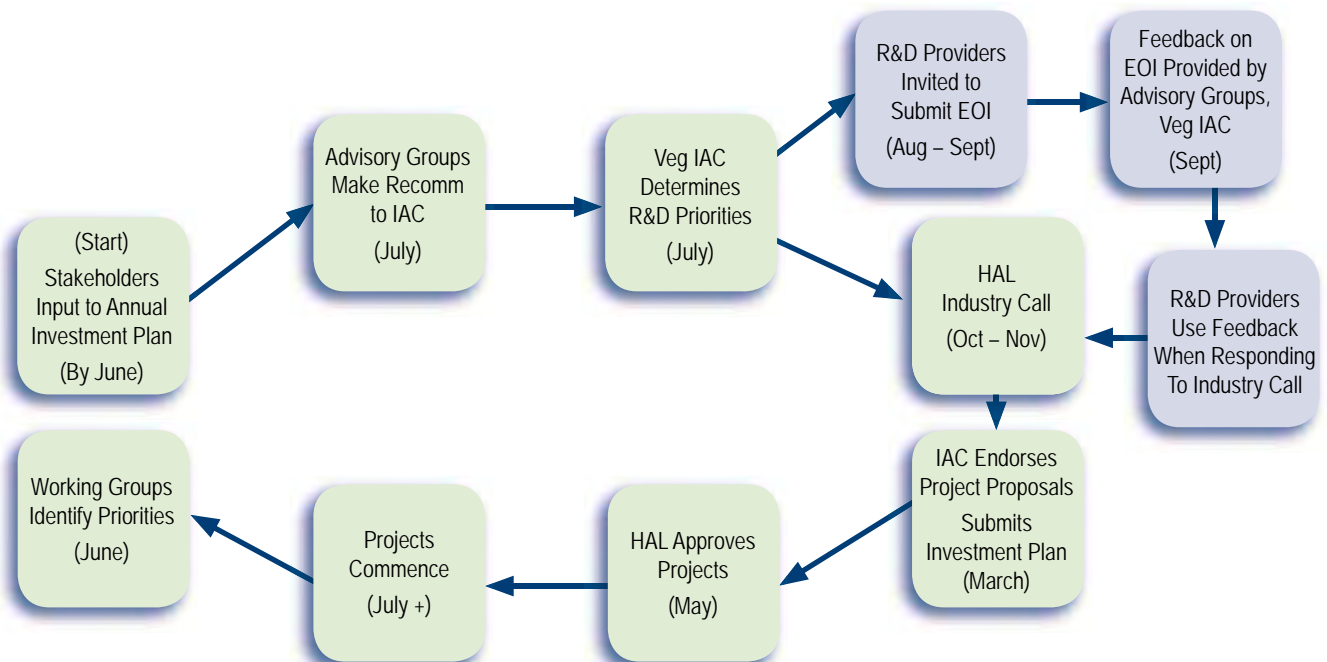 (Start)
Stakeholders
Input to Annual
Investment Plan
(By June)
Advisory Groups
Make Recomm
to IAC
(July)
Veg IAC
Determines
R&D Priorities
(July)
R&D Providers
Invited to
Submit EOI
(Aug – Sept)
Feedback on
EOI Provided by
Advisory Groups,
Veg IAC
(Sept)
R&D Providers
Use Feedback
When Responding
To Industry Call
HAL
Industry Call
(Oct – Nov)
IAC Endorses
Project Proposals
Submits
Investment Plan
(March)
HAL Approves
Projects
(May)
Projects
Commence
(July +)
Working Groups
Identify Priorities
(June)